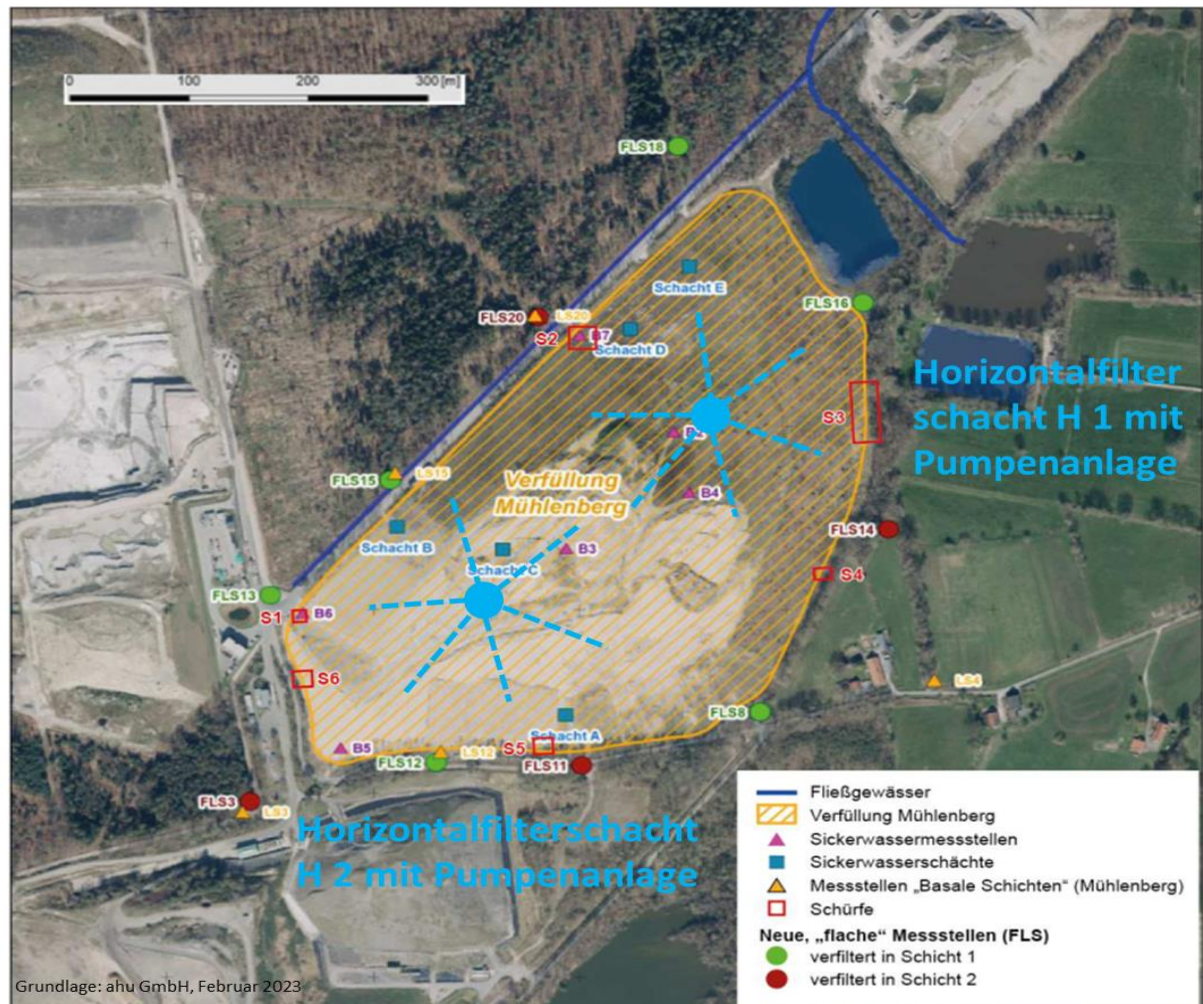 0 100 200 300 [m]
FLS18
Schacht E
FLS16
FLS20 LS20
S2
B7
Schacht D
Horizontalfilter
schacht H 1 mit
Pumpenanlage
S3
B2
Verfüllung
Mühlenberg
LS15
FLS15
B4
Schacht B
Schacht C
B3
FLS14
S4
FLS13
S1
B6
S6
LS4
FLS8
Schacht A
B5
LS12
FLS12
S5
FLS11
FLS3
LS3
Horizontalfilterschacht
H 2 mit Pumpenanlage
Fließgewässer
Verfüllung Mühlenberg
Sickerwassermessstellen
Sickerwasserschächte
Messstellen „Basale Schichten“ (Mühlenberg)
Schürfe
Neue, „flache“ Messstellen (FLS)
verfiltert in Schicht 1
verfiltert in Schicht 2
Grundlage: ahu GmbH, Februar 2023